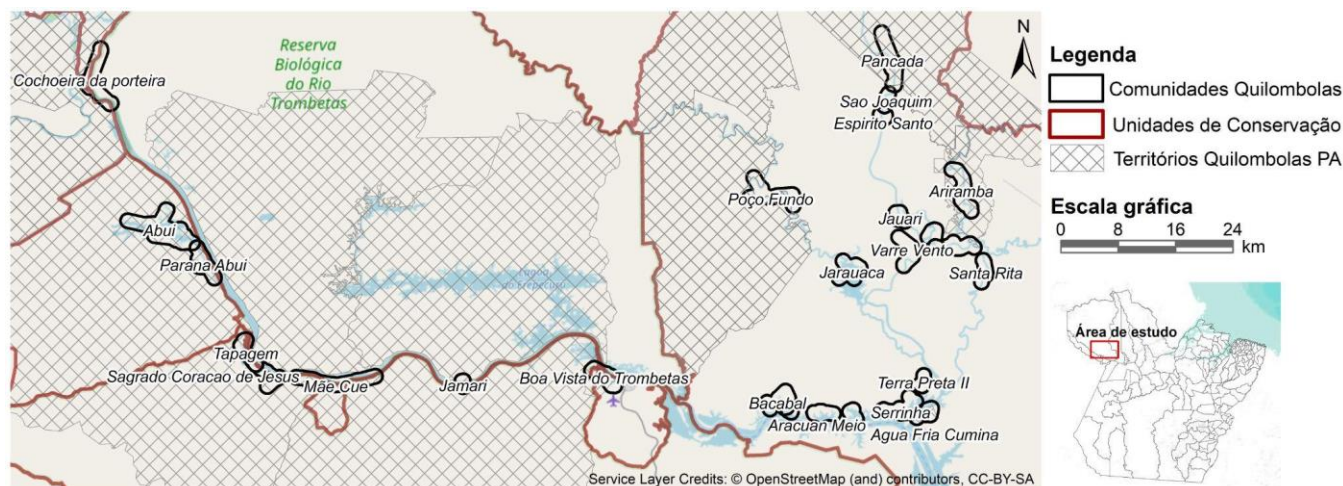 Reserva
Biológica
do Rio
Trombetas
Cochoeira da porteira
Pancada
Sao Joaquim
Espirito Santo
Poço Fundo
Ariramba
Abui
Jauari
Parana Abui
Varre Vento
Jarauaca
Santa Rita
Lagoa
do Erepecuru
Tapagem
Sagrado Coracao de Jesus
Mãe Cue
Jamari
Boa Vista do Trombetas
Terra Preta II
Bacabal
Serrinha
Aracuan Meio
Agua Fria Cumina
Service Layer Credits: © OpenStreetMap (and) contributors, CC-BY-SA
N
Legenda
Comunidades Quilombolas
Unidades de Conservação
Territórios Quilombolas PA
Escala gráfica
0 8 16 24
km
Área de estudo